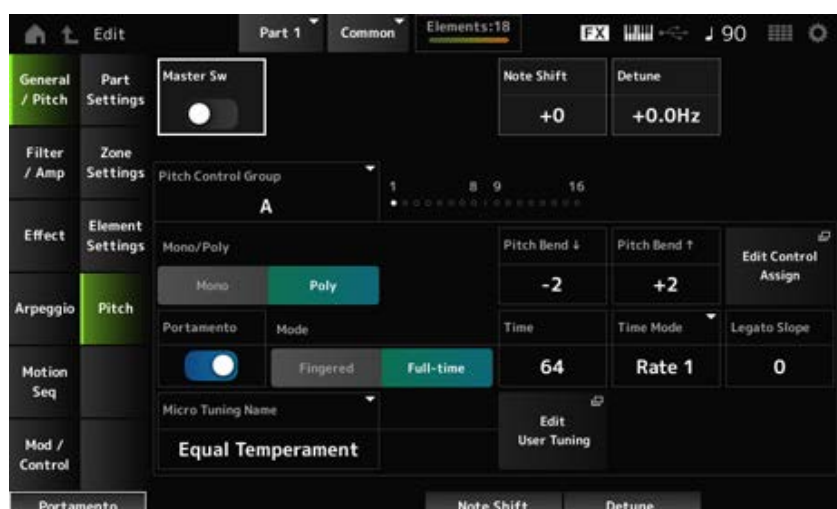 Edit
Part 1
Common
Elements:18
FX
90
General / Pitch
Part Settings
Master Sw
Note Shift
+0
Detune
+0.0Hz
Filter / Amp
Zone Settings
Pitch Control Group
A
1 8 9 16
Effect
Element Settings
Mono/Poly
Mono
Poly
Pitch Bend ↓
-2
Pitch Bend ↑
+2
Edit Control Assign
Arpeggio
Pitch
Portamento
Mode
Fingered
Full-time
Time
64
Time Mode
Rate 1
Legato Slope
0
Motion Seq
Micro Tuning Name
Equal Temperament
Edit User Tuning
Mod / Control
Portamento
Note Shift
Detune